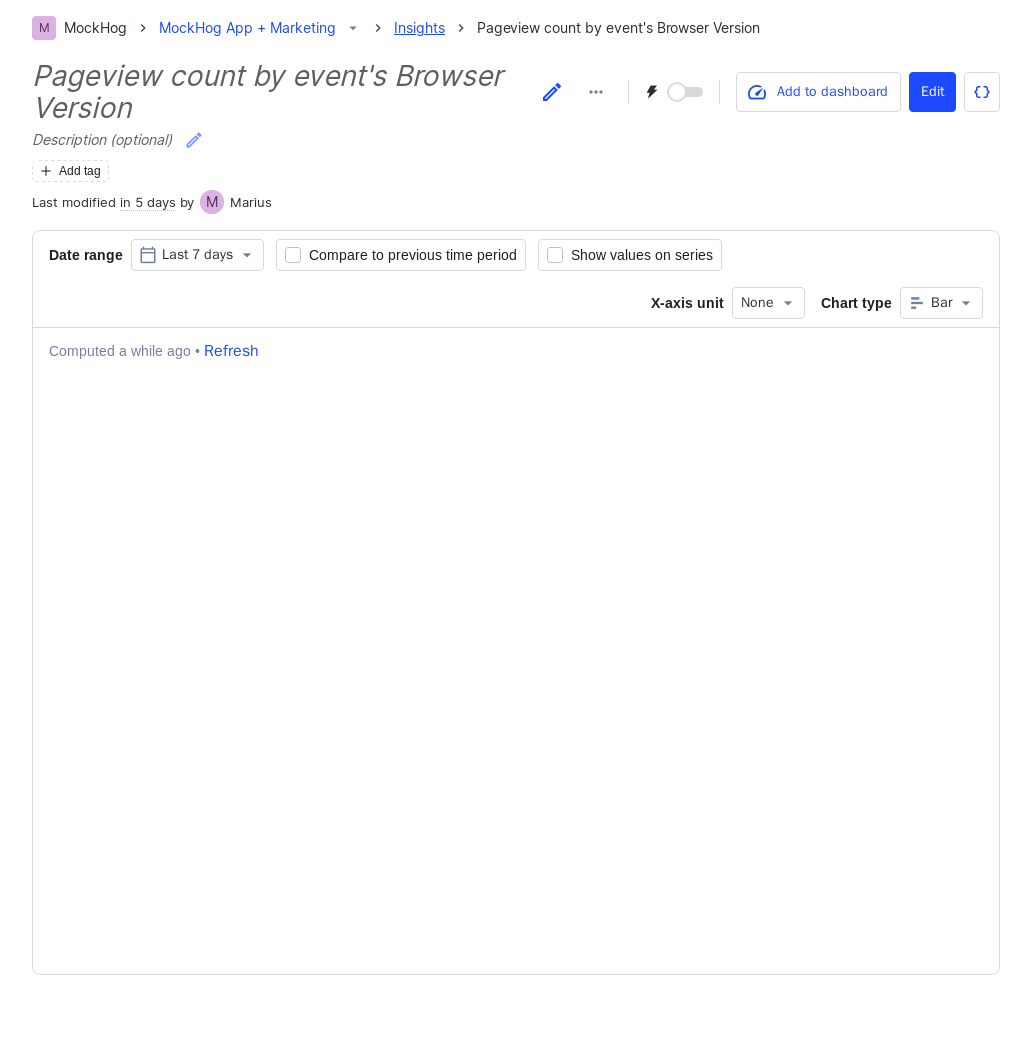 M MockHog MockHog App + Marketing Insights Pageview count by event's Browser Version
Pageview count by event's Browser
Version
Add to dashboard Edit
Description (optional)
Add tag
Last modified in 5 days by M Marius
Date range Last 7 days Compare to previous time period Show values on series
X-axis unit None Chart type Bar
Computed a while ago • Refresh